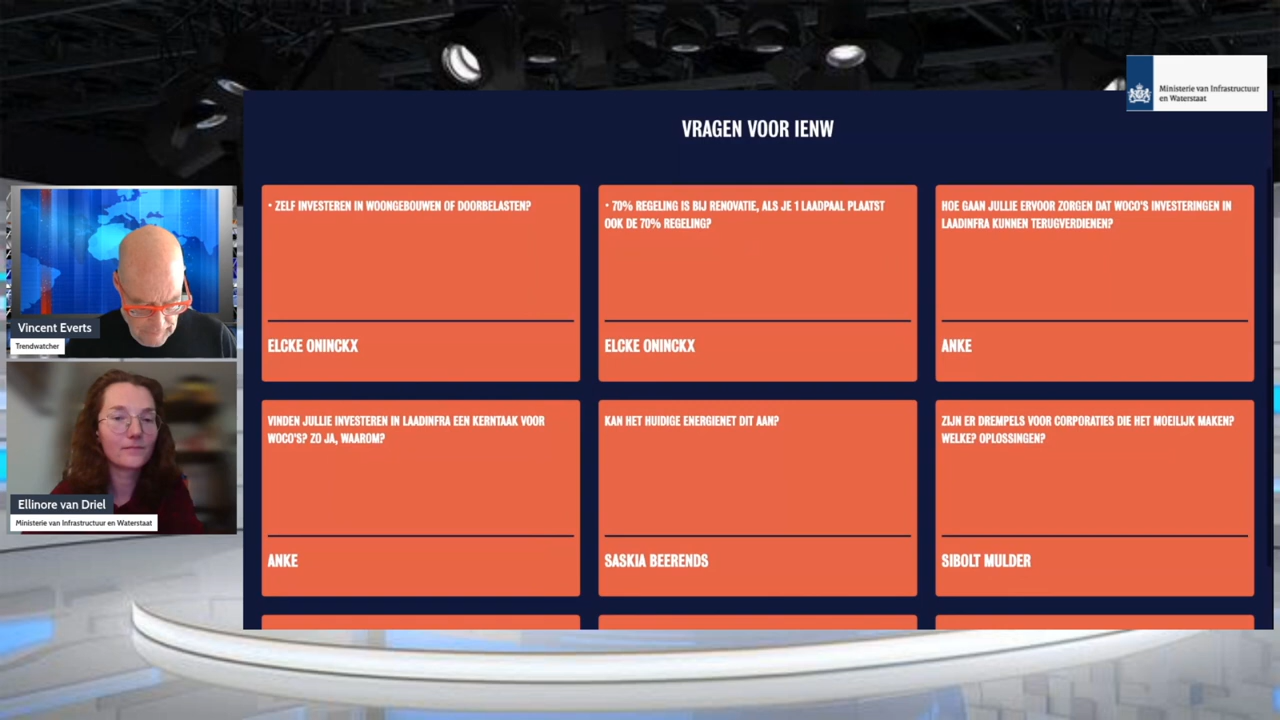 Ministerie van Infrastructuur
en Waterstaat
VRAGEN VOOR IENW
• ZELF INVESTEREN IN WOONGEBOUWEN OF DOORBELASTEN?
ELCKE ONINCKX
• 70% REGELING IS BIJ RENOVATIE, ALS JE 1 LAADPAAL PLAATST
OOK DE 70% REGELING?
ELCKE ONINCKX
HOE GAAN JULLIE ERVOOR ZORGEN DAT WOCO'S INVESTERINGEN IN
LAADINFRA KUNNEN TERUGVERDIENEN?
ANKE
VINDEN JULLIE INVESTEREN IN LAADINFRA EEN KERNTAAK VOOR
WOCO'S? ZO JA, WAAROM?
ANKE
KAN HET HUIDIGE ENERGIENET DIT AAN?
SASKIA BEERENDS
ZIJN ER DREMPELS VOOR CORPORATIES DIE HET MOEILIJK MAKEN?
WELKE? OPLOSSINGEN?
SIBOLT MULDER
Vincent Everts
Trendwatcher
Ellinore van Driel
Ministerie van Infrastructuur en Waterstaat